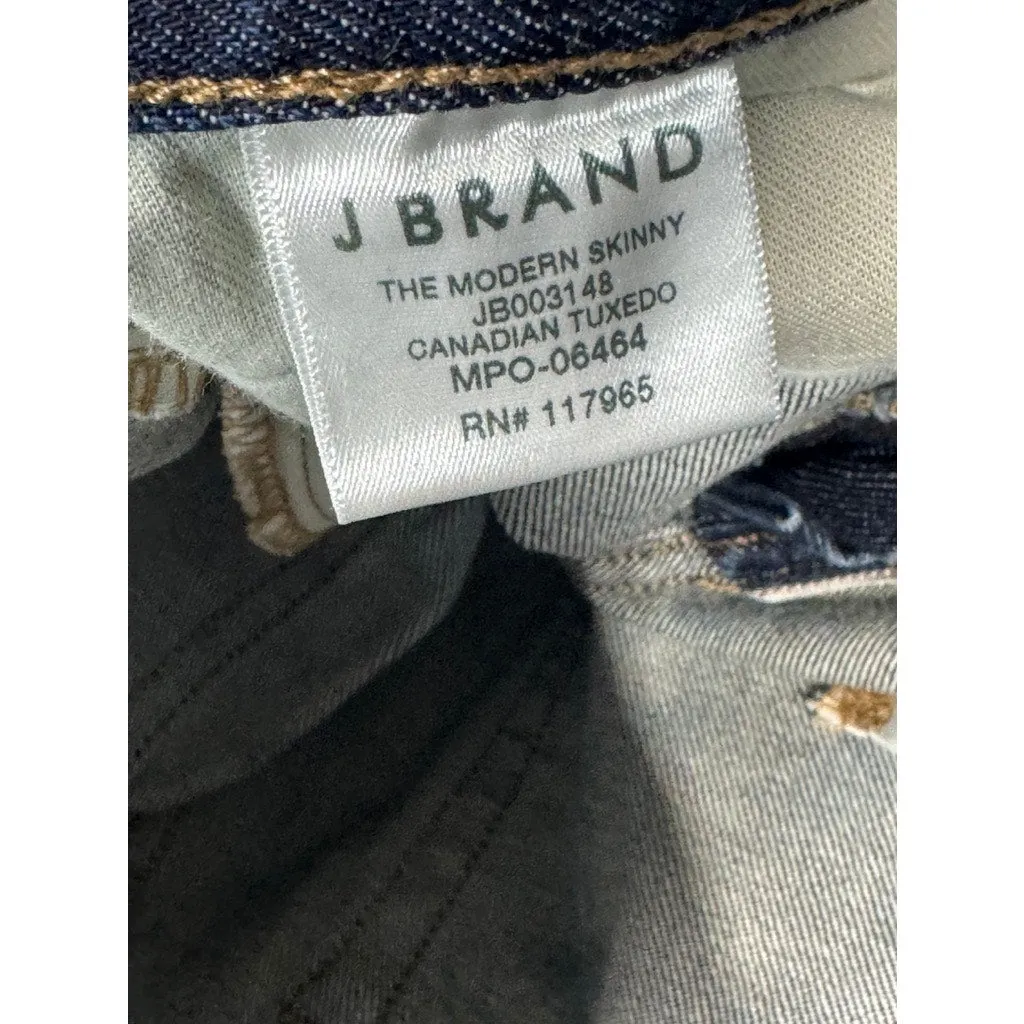 J BRAND
THE MODERN SKINNY
JB003148
CANADIAN TUXEDO
MPO-06464
RN# 117965